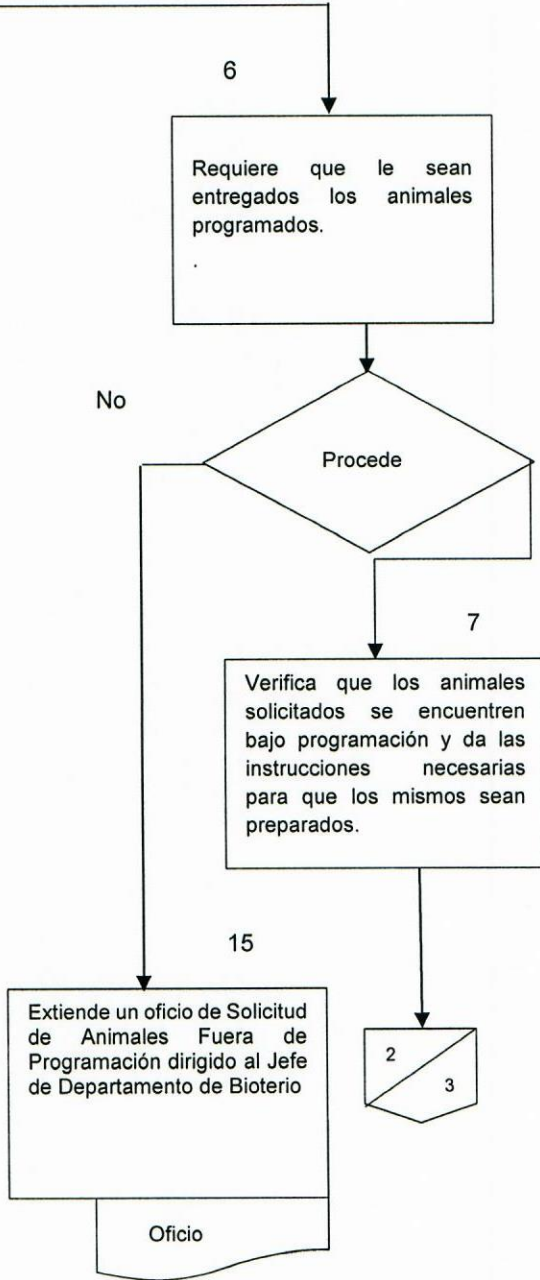 6
Requiere que le sean
entregados los animales
programados.
.
No
Procede
7
Verifica que los animales
solicitados se encuentren
bajo programación y da las
instrucciones necesarias
para que los mismos sean
preparados.
15
Extiende un oficio de Solicitud
de Animales Fuera de
Programación dirigido al Jefe
de Departamento de Bioterio
2
3
Oficio